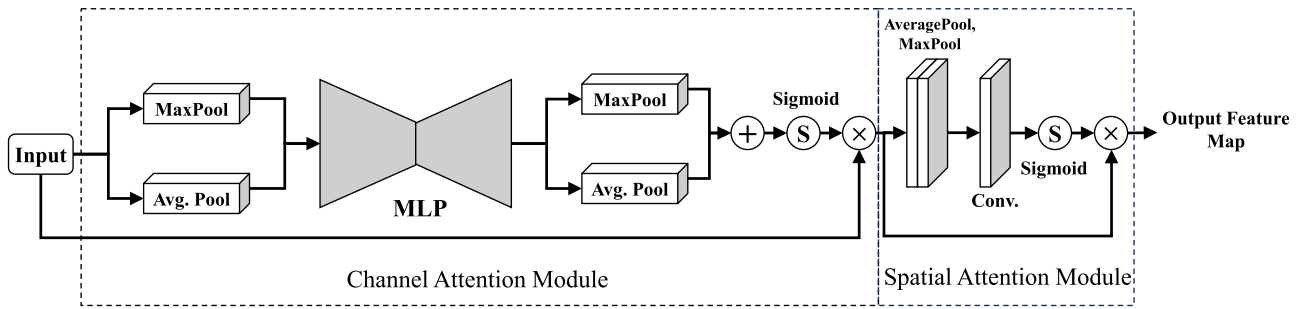 Input
MaxPool
Avg. Pool
MLP
MaxPool
Avg. Pool
+
Sigmoid
S
×
Channel Attention Module
AveragePool,
MaxPool
Conv.
S
Sigmoid
×
Spatial Attention Module
Output Feature
Map